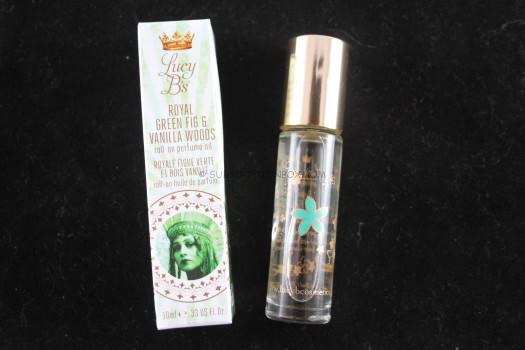 Lucy
B's
ROYAL
GREEN FIG &
VANILLA WOODS
roll-on perfume oil
ROYALE FIGUE VERTE
ET BOIS VANILLE
roll-on huile de parfum
10ml e .33 US Fl. Oz